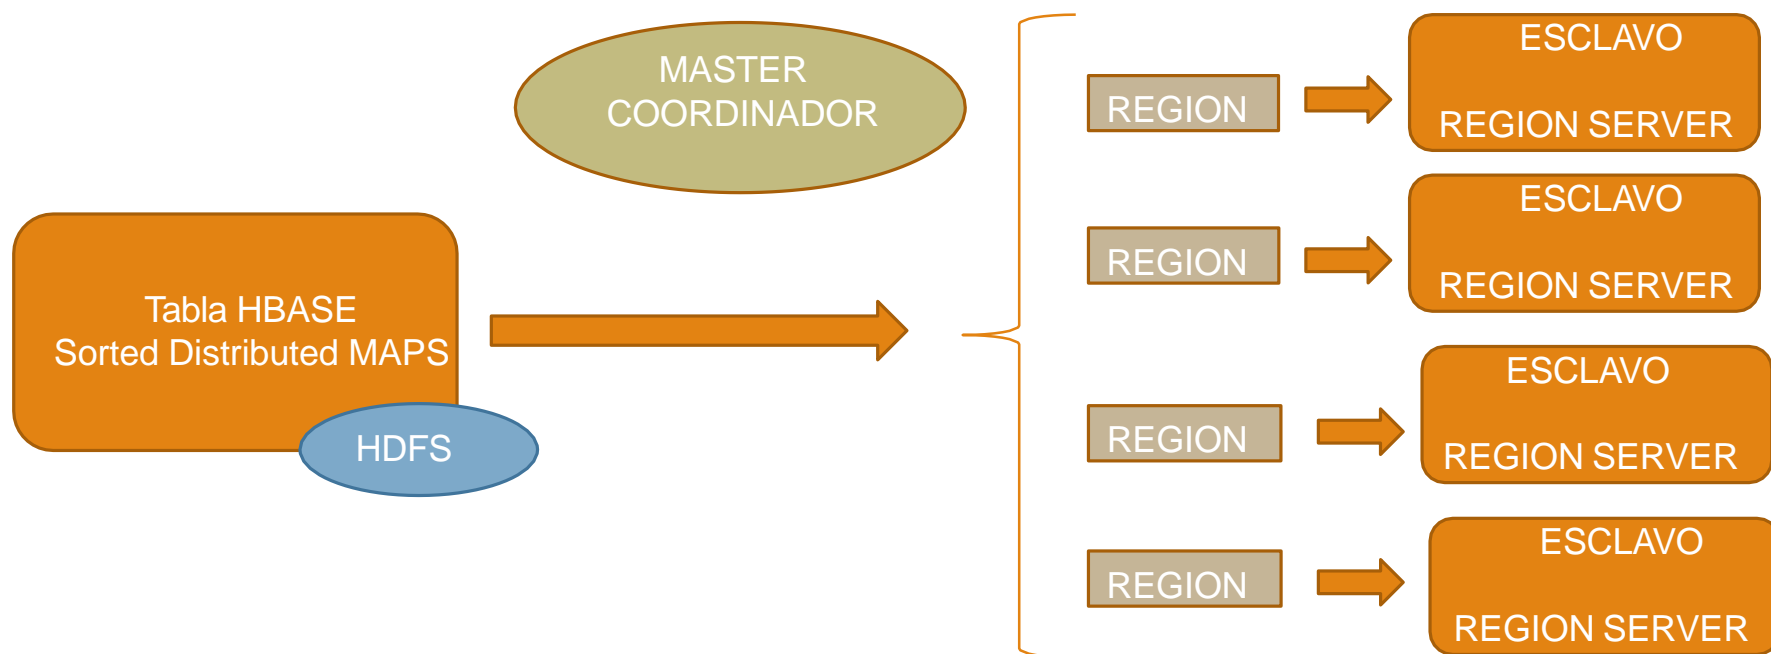 MASTER
COORDINADOR
Tabla HBASE
Sorted Distributed MAPS
HDFS
REGION
ESCLAVO
REGION SERVER
REGION
ESCLAVO
REGION SERVER
REGION
ESCLAVO
REGION SERVER
REGION
ESCLAVO
REGION SERVER